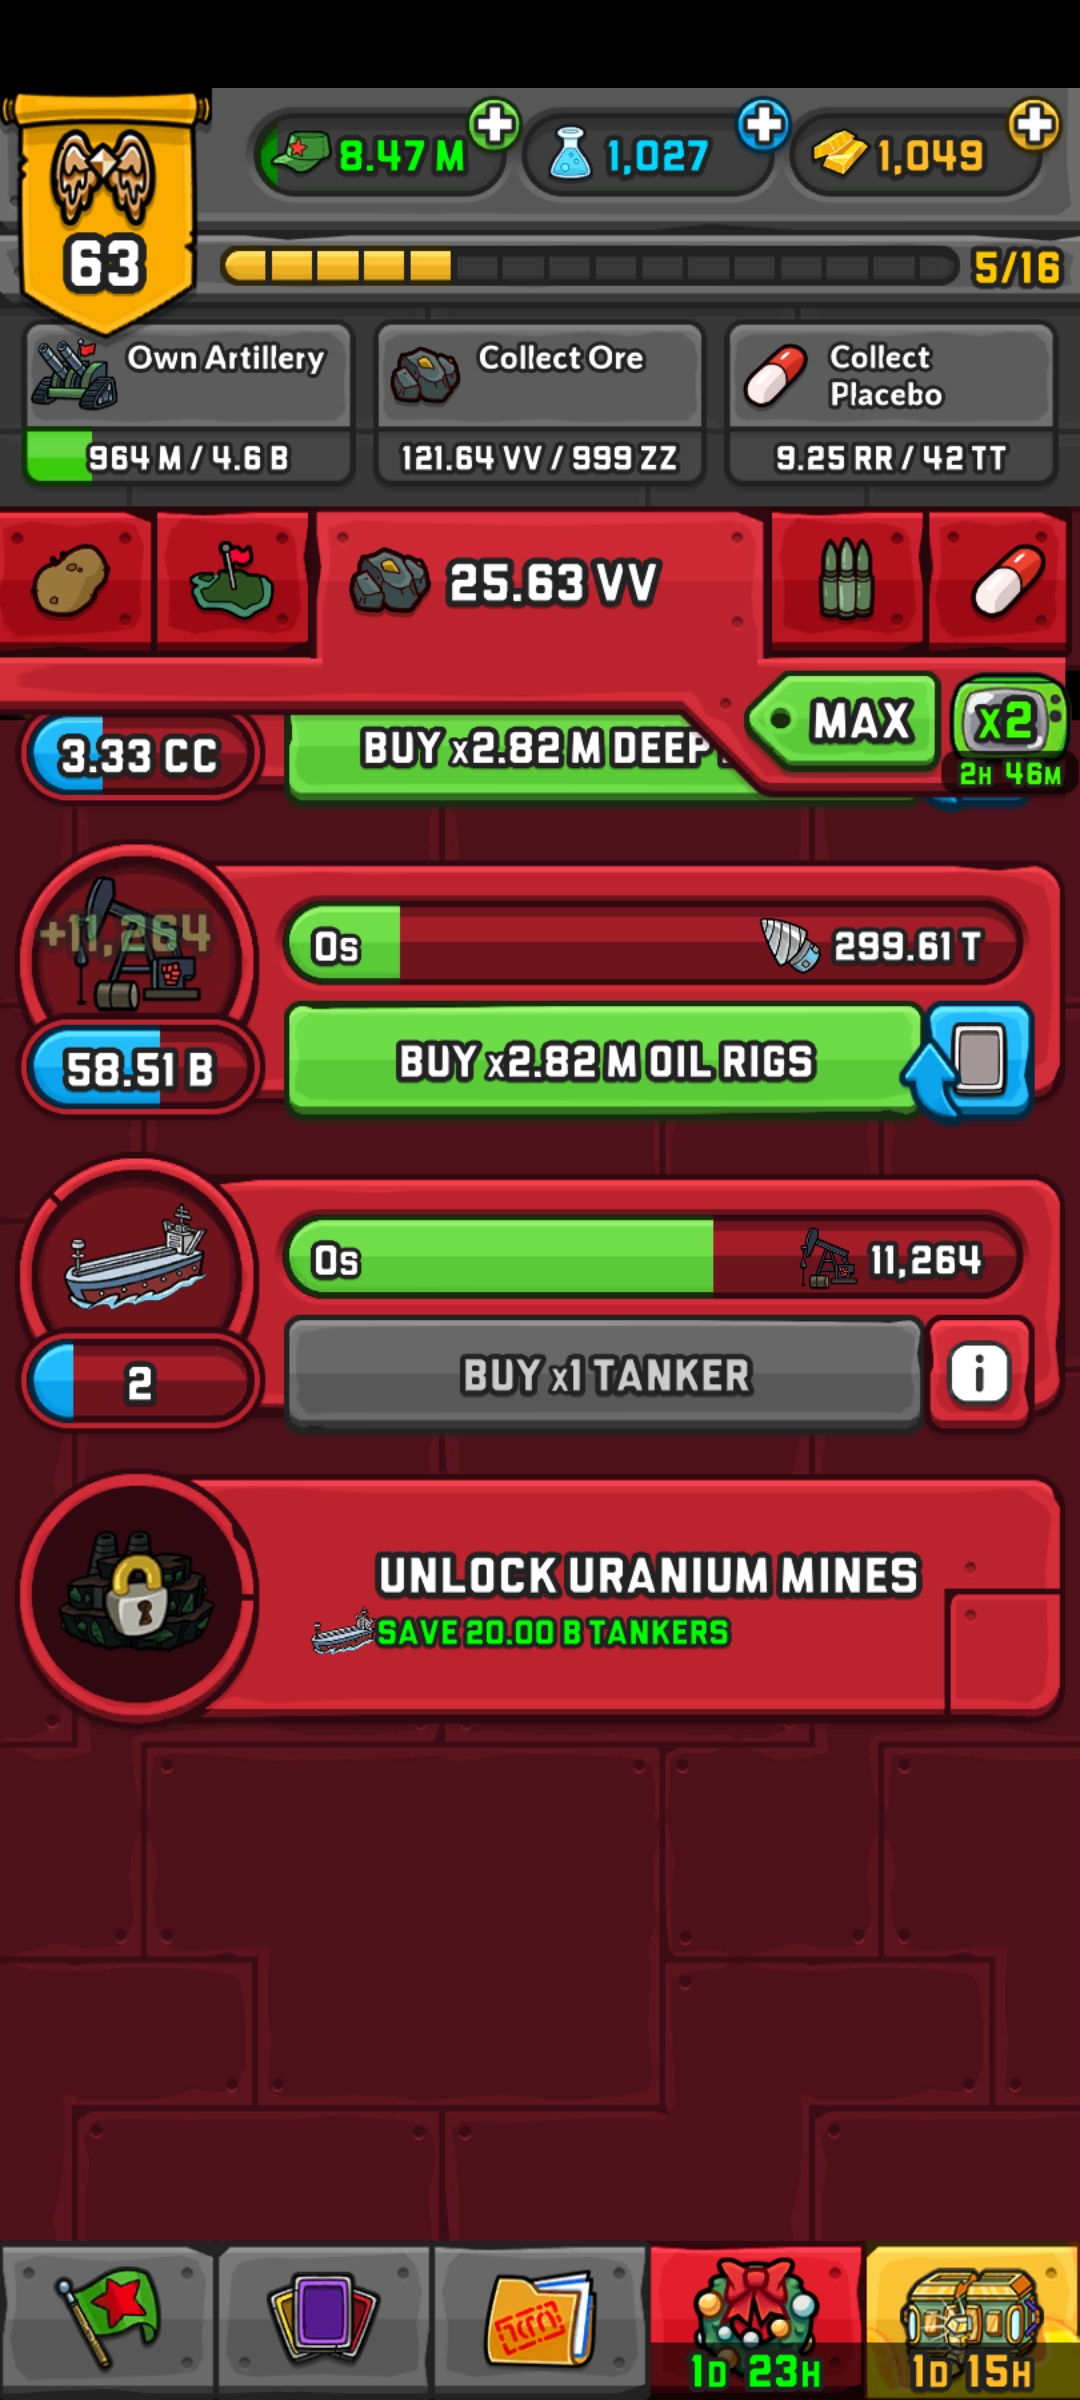 8.47 M
1,027
1,049
63
5/16
Own Artillery
964 M / 4.6 B
Collect Ore
121.64 VV / 999 ZZ
Collect
Placebo
9.25 RR / 42 TT
25.63 VV
MAX
x2
2H 46M
3.33 CC
BUY x2.82 M DEEP
+11,264
0s
299.61 T
58.51 B
BUY x2.82 M OIL RIGS
0s
11,264
2
BUY x1 TANKER
i
UNLOCK URANIUM MINES
SAVE 20.00 B TANKERS
1D 23H
1D 15H